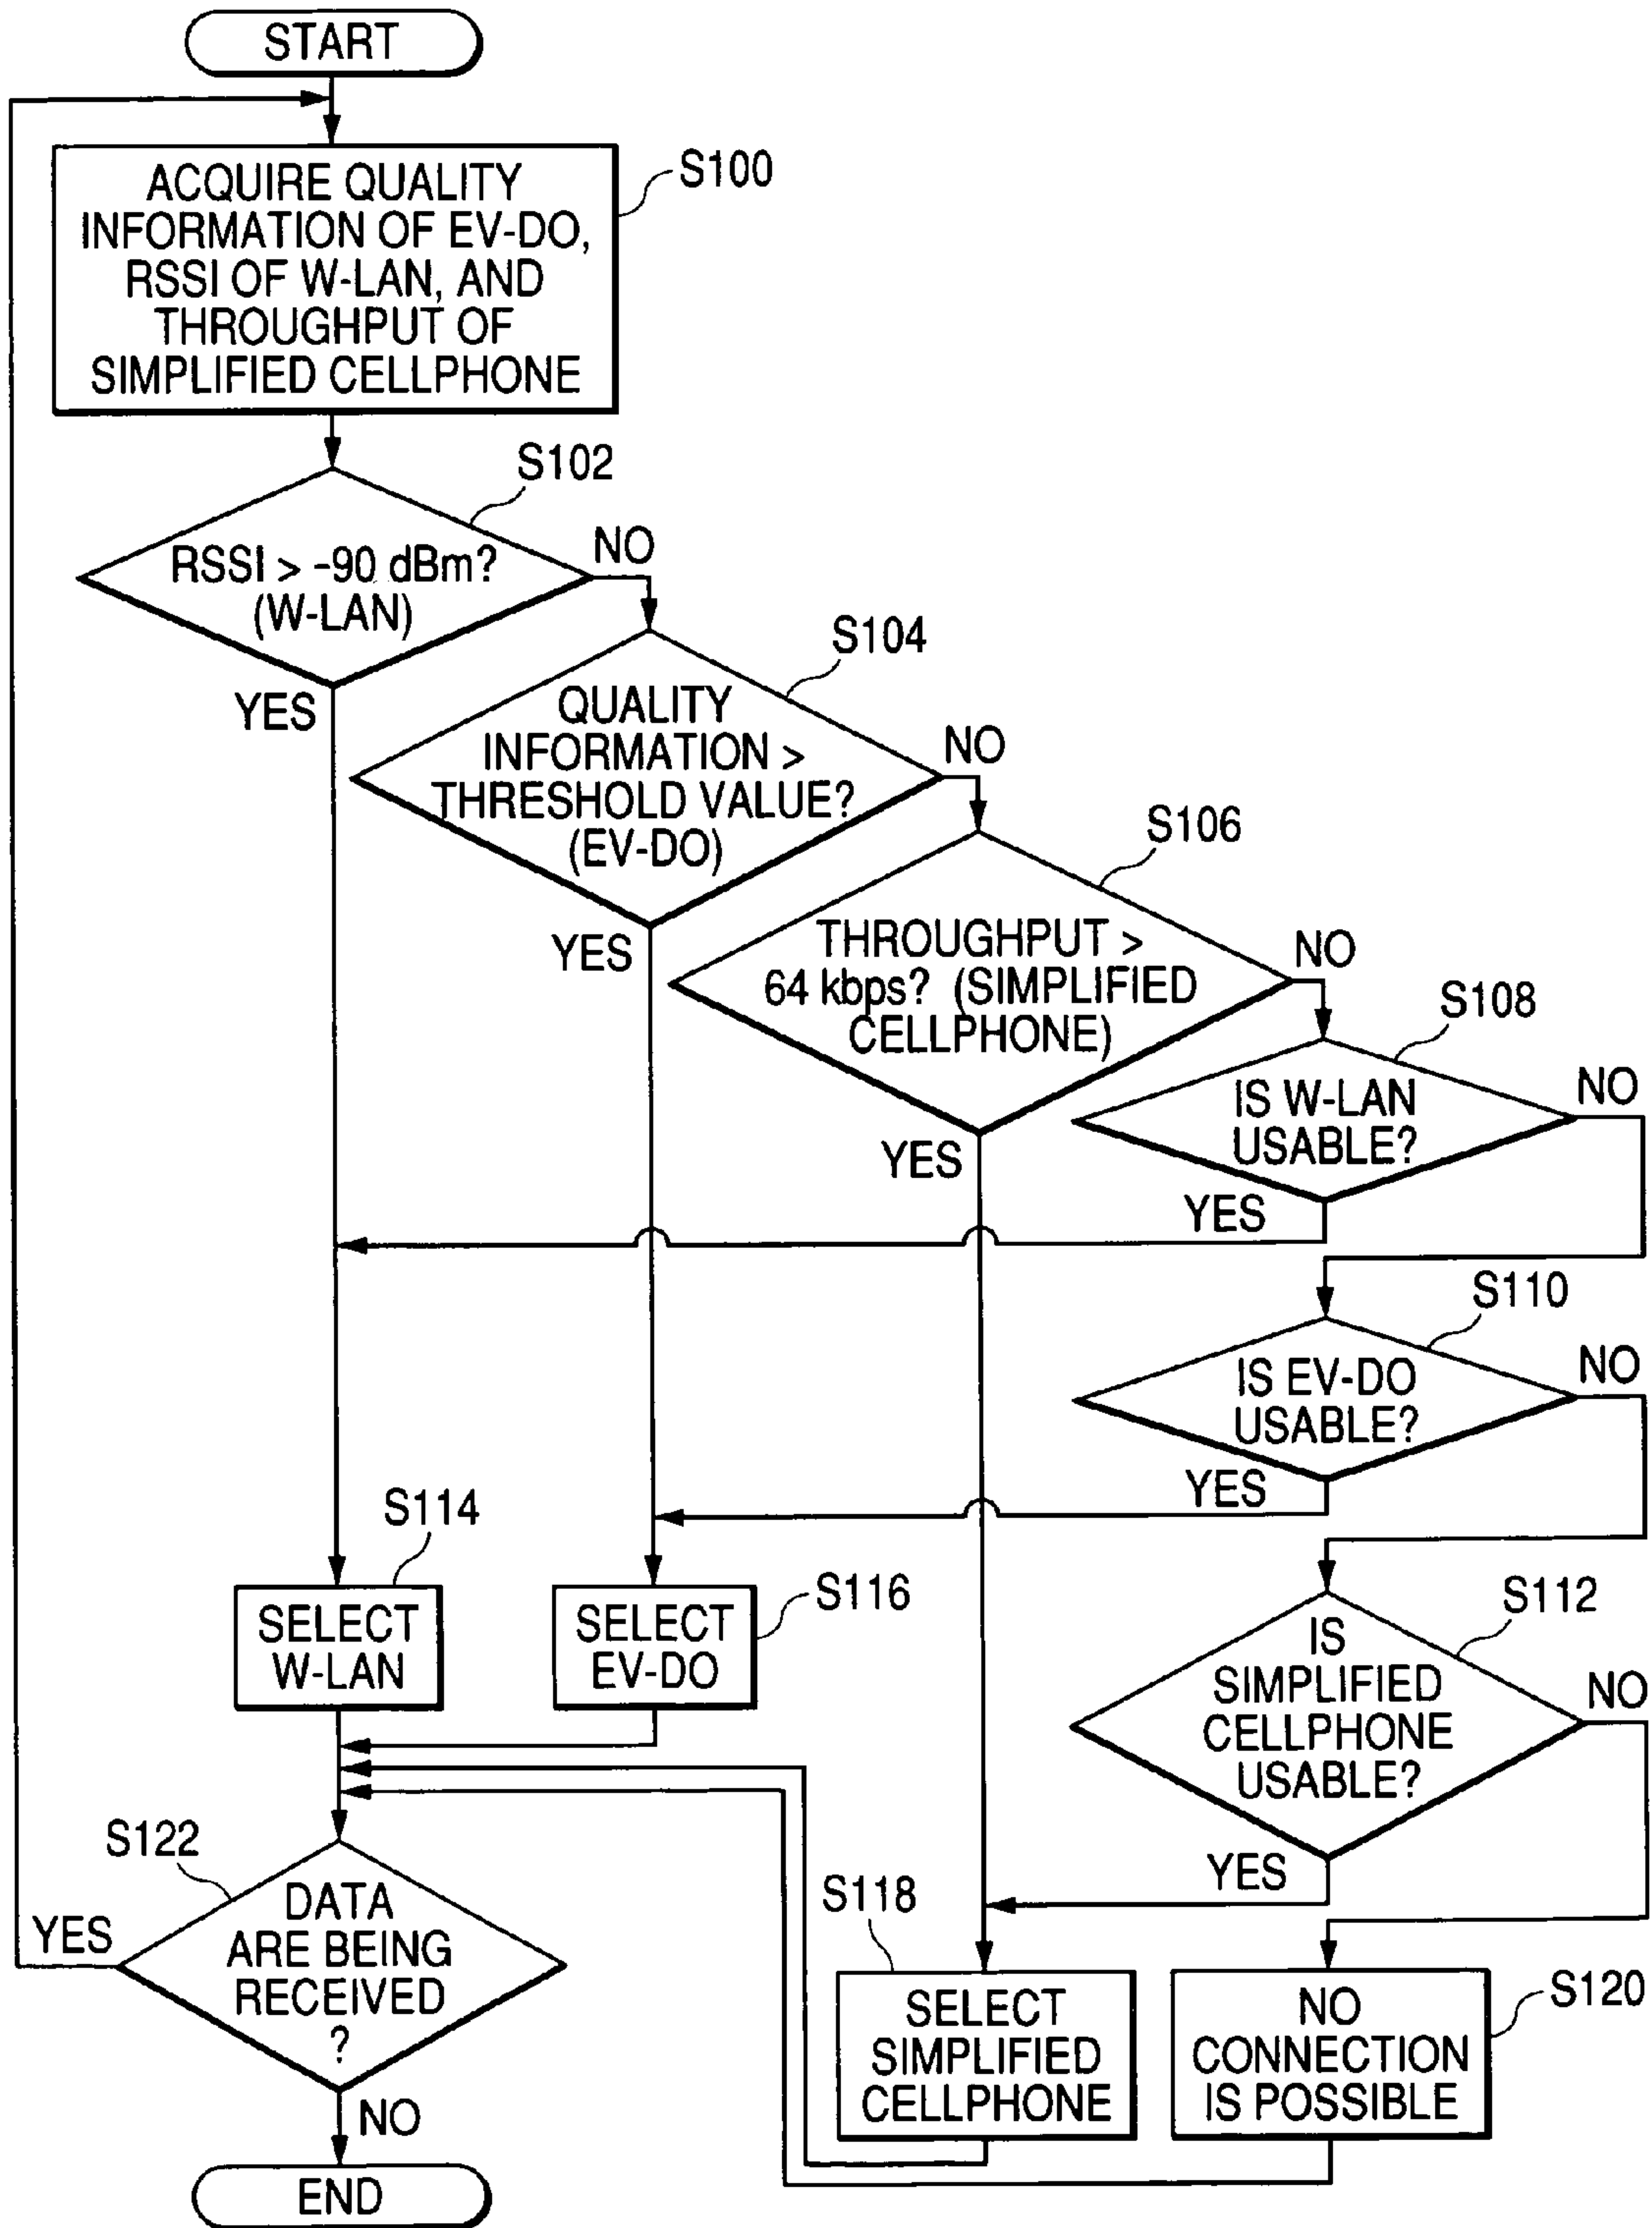 START
ACQUIRE QUALITY
INFORMATION OF EV-DO,
RSSI OF W-LAN, AND
THROUGHPUT OF
SIMPLIFIED CELLPHONE
S100
S102
RSSI > -90 dBm?
(W-LAN)
NO
YES
S104
QUALITY
INFORMATION >
THRESHOLD VALUE?
(EV-DO)
NO
YES
S106
THROUGHPUT >
64 kbps? (SIMPLIFIED
CELLPHONE)
NO
YES
S108
IS W-LAN
USABLE?
NO
YES
S110
IS EV-DO
USABLE?
NO
YES
S112
IS
SIMPLIFIED
CELLPHONE
USABLE?
NO
YES
S114
SELECT
W-LAN
S116
SELECT
EV-DO
S118
SELECT
SIMPLIFIED
CELLPHONE
S120
NO
CONNECTION
IS POSSIBLE
S122
DATA
ARE BEING
RECEIVED
?
YES
NO
END